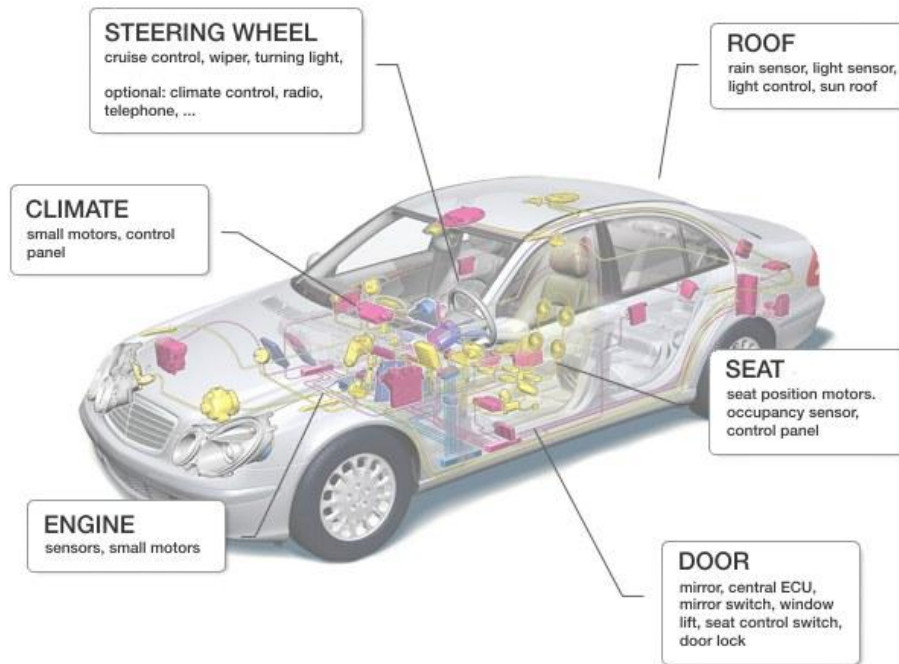 STEERING WHEEL
cruise control, wiper, turning light,
optional: climate control, radio,
telephone, ...
ROOF
rain sensor, light sensor,
light control, sun roof
CLIMATE
small motors, control
panel
SEAT
seat position motors.
occupancy sensor,
control panel
ENGINE
sensors, small motors
DOOR
mirror, central ECU,
mirror switch, window
lift, seat control switch,
door lock